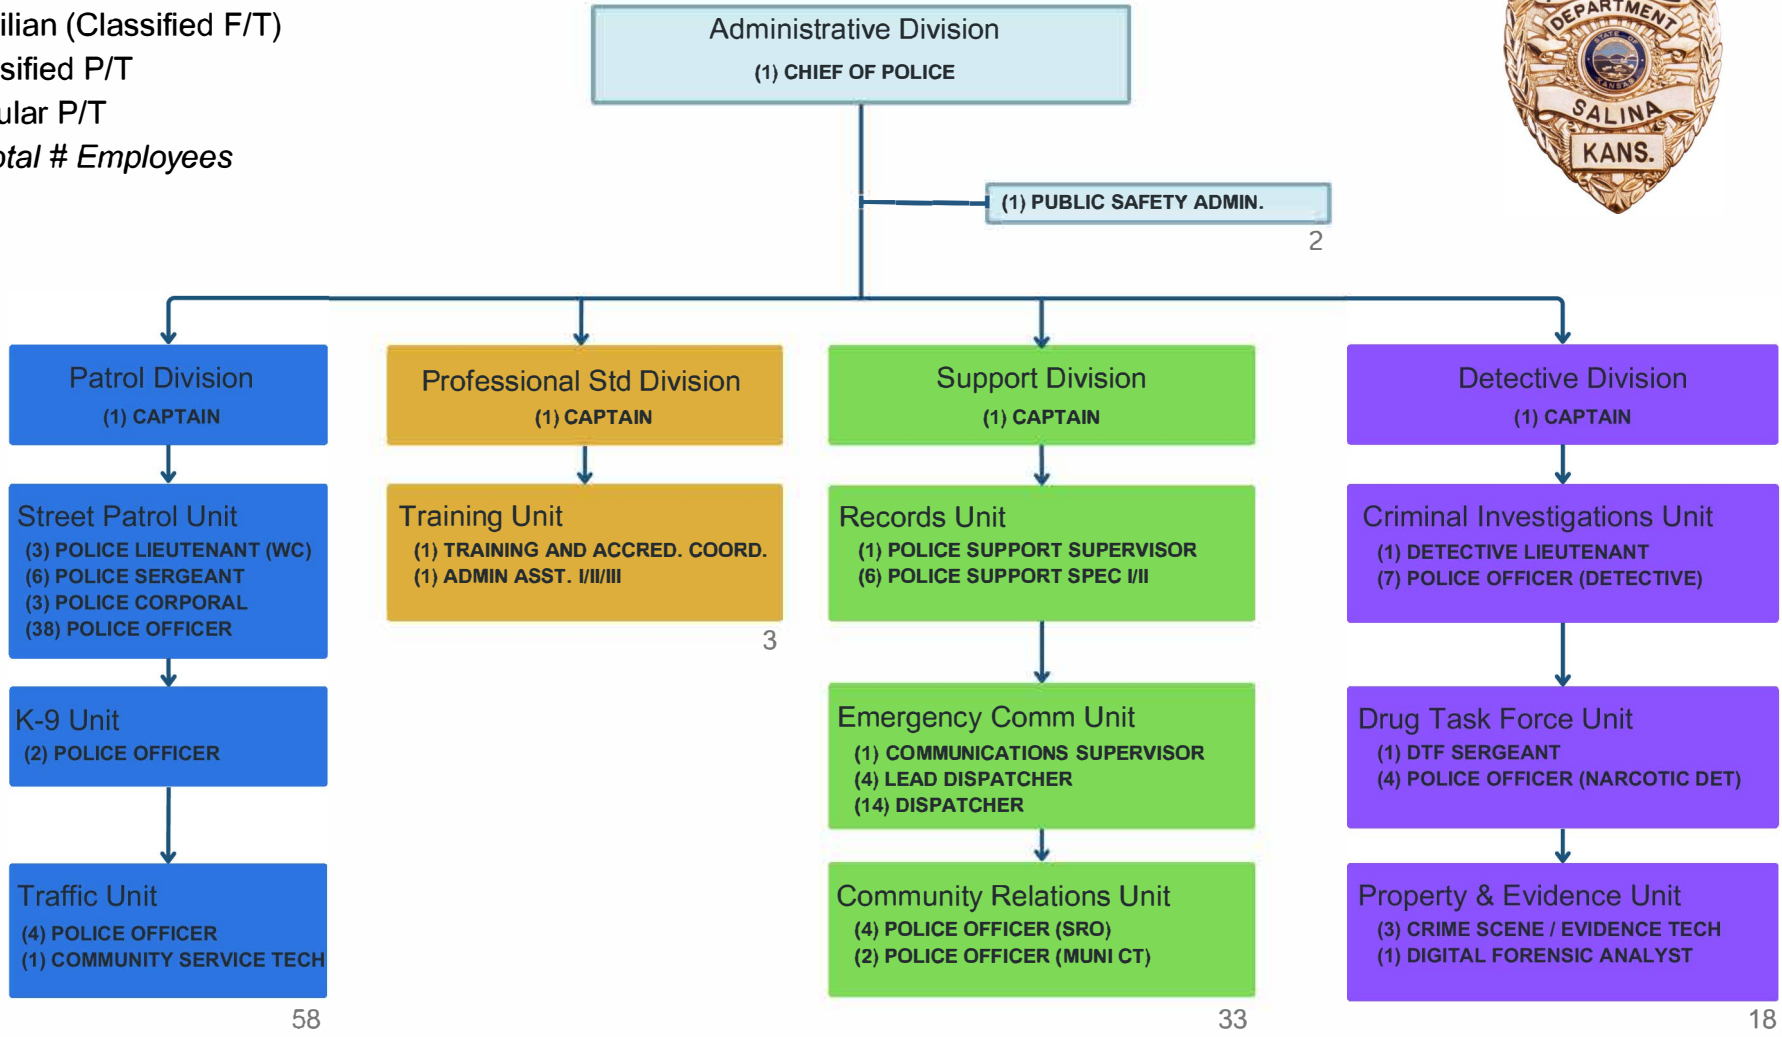 (Classified F/T)
P/T
P/T
# Employees
Administrative Division
(1) CHIEF OF POLICE
DEPARTMENT
STATE OF
KANSAS
SALINA
KANS.
(1) PUBLIC SAFETY ADMIN.
2
Patrol Division
(1) CAPTAIN
Street Patrol Unit
(3) POLICE LIEUTENANT (WC)
(6) POLICE SERGEANT
(3) POLICE CORPORAL
(38) POLICE OFFICER
K-9 Unit
(2) POLICE OFFICER
Traffic Unit
(4) POLICE OFFICER
(1) COMMUNITY SERVICE TECH
58
Professional Std Division
(1) CAPTAIN
Training Unit
(1) TRAINING AND ACCRED. COORD.
(1) ADMIN ASST. I/II/III
3
Support Division
(1) CAPTAIN
Records Unit
(1) POLICE SUPPORT SUPERVISOR
(6) POLICE SUPPORT SPEC I/II
Emergency Comm Unit
(1) COMMUNICATIONS SUPERVISOR
(4) LEAD DISPATCHER
(14) DISPATCHER
Community Relations Unit
(4) POLICE OFFICER (SRO)
(2) POLICE OFFICER (MUNI CT)
33
Detective Division
(1) CAPTAIN
Criminal Investigations Unit
(1) DETECTIVE LIEUTENANT
(7) POLICE OFFICER (DETECTIVE)
Drug Task Force Unit
(1) DTF SERGEANT
(4) POLICE OFFICER (NARCOTIC DET)
Property & Evidence Unit
(3) CRIME SCENE / EVIDENCE TECH
(1) DIGITAL FORENSIC ANALYST
18